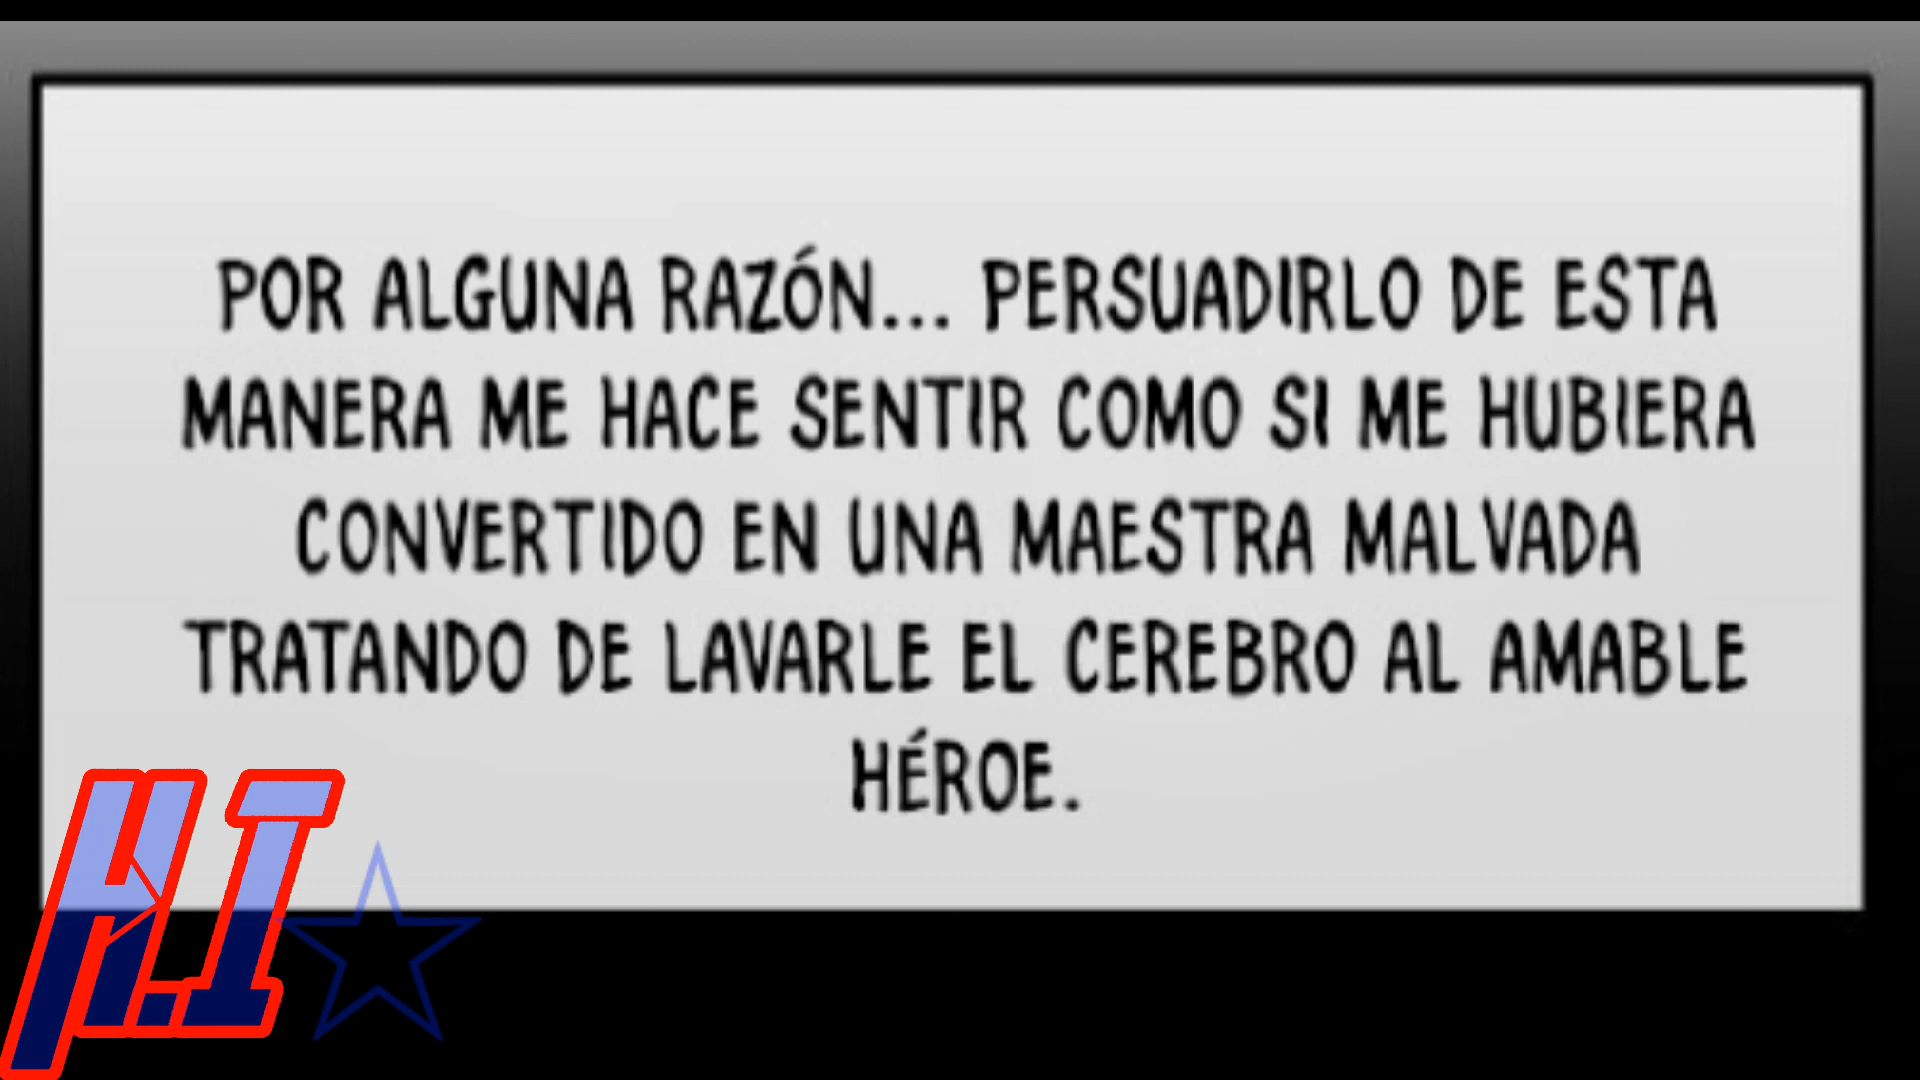 POR ALGUNA RAZÓN... PERSUADIRLO DE ESTA
MANERA ME HACE SENTIR COMO SI ME HUBIERA
CONVERTIDO EN UNA MAESTRA MALVADA
TRATANDO DE LAVARLE EL CEREBRO AL AMABLE
HÉROE.
H.I